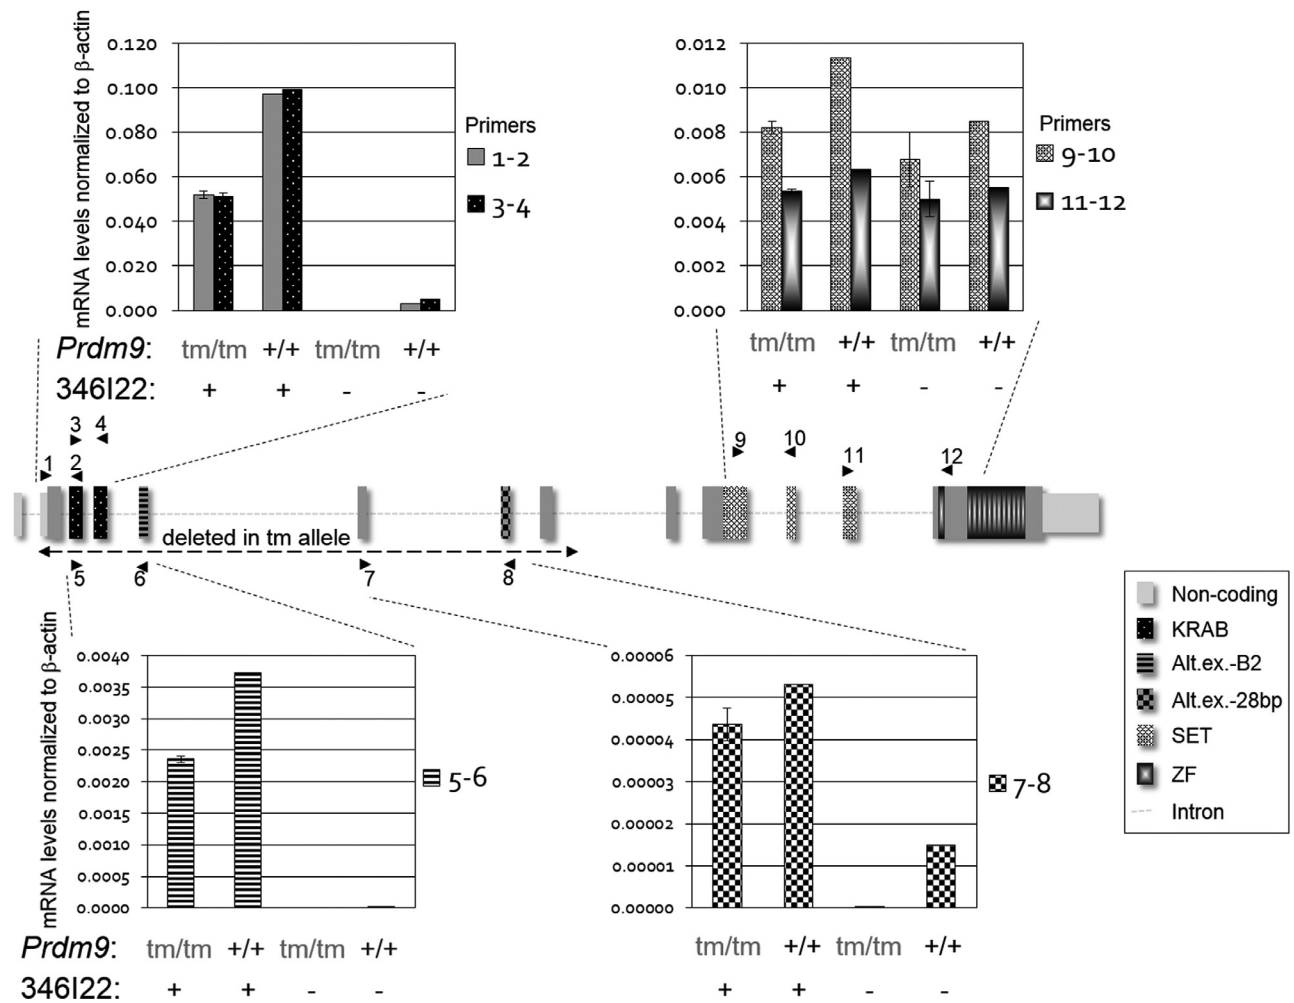 mRNA levels normalized to β-actin
0.120
0.100
0.080
0.060
0.040
0.020
0.000
Primers
1-2
3-4
Prdm9: tm/tm +/+ tm/tm +/+
346I22: + + - -
0.012
0.010
0.008
0.006
0.004
0.002
0.000
Primers
9-10
11-12
tm/tm +/+ tm/tm +/+
+ + - -
3 4
1 2
9 10
11 12
deleted in tm allele
5 6 7 8
mRNA levels normalized to β-actin
0.0040
0.0035
0.0030
0.0025
0.0020
0.0015
0.0010
0.0005
0.0000
5-6
Prdm9: tm/tm +/+ tm/tm +/+
346I22: + + - -
0.00006
0.00005
0.00004
0.00003
0.00002
0.00001
0.00000
7-8
tm/tm +/+ tm/tm +/+
+ + - -
Non-coding
KRAB
Alt.ex.-B2
Alt.ex.-28bp
SET
ZF
Intron